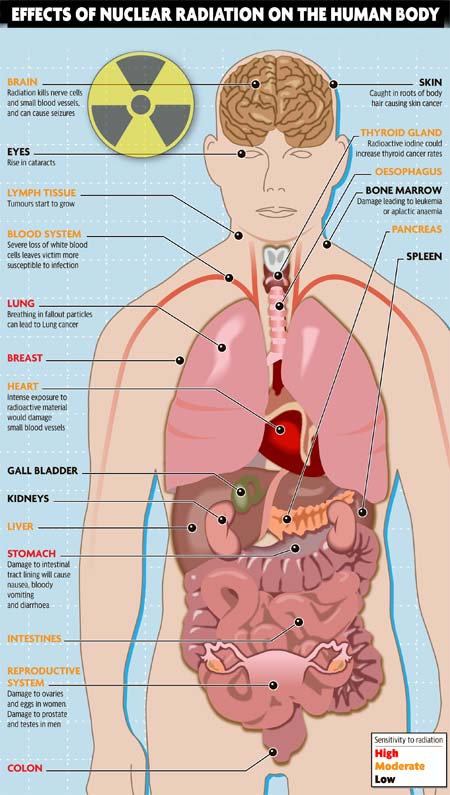 EFFECTS OF NUCLEAR RADIATION ON THE HUMAN BODY
BRAIN
Radiation kills nerve cells
and small blood vessels,
and can cause seizures
EYES
Rise in cataracts
LYMPH TISSUE
Tumours start to grow
BLOOD SYSTEM
Severe loss of white blood
cells leaves victim more
susceptible to infection
LUNG
Breathing in fallout particles
can lead to Lung cancer
BREAST
HEART
Intense exposure to
radioactive material
would damage
small blood vessels
GALL BLADDER
KIDNEYS
LIVER
STOMACH
Damage to intestinal
tract lining will cause
nausea, bloody
vomiting
and diarrhoea
INTESTINES
REPRODUCTIVE
SYSTEM
Damage to ovaries
and eggs in women.
Damage to prostate
and testes in men
COLON
SKIN
Caught in roots of body
hair causing skin cancer
THYROID GLAND
Radioactive iodine could
increase thyroid cancer rates
OESOPHAGUS
BONE MARROW
Damage leading to leukemia
or aplactic anaemia
PANCREAS
SPLEEN
Sensitivity to radiation
High
Moderate
Low